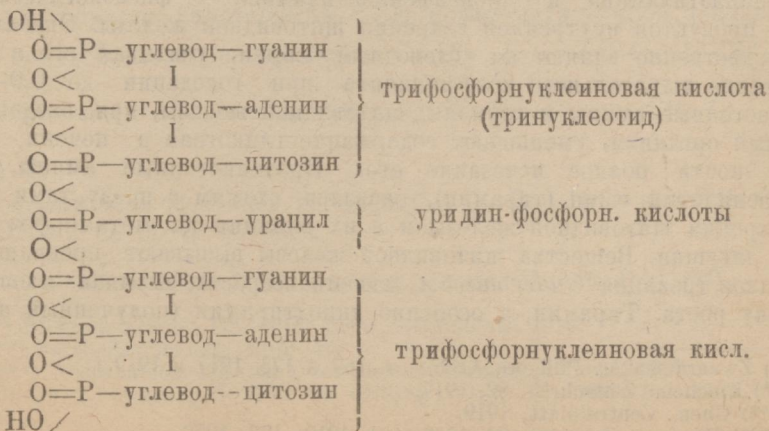 OH\
O=P—углевод—гуанин
O< I
O=P—углевод—аденин
трифосфорнуклеиновая кислота
O< I
(тринуклеотид)
O=P—углевод—цитозин
O<
O=P—углевод--урацил } уридин-фосфорн. кислоты
O<
O=P—углевод—гуанин
O< I
O=P—углевод—аденин
O< I } трифосфорнуклеиновая кисл.
O=P—углевод--цитозин
HO/